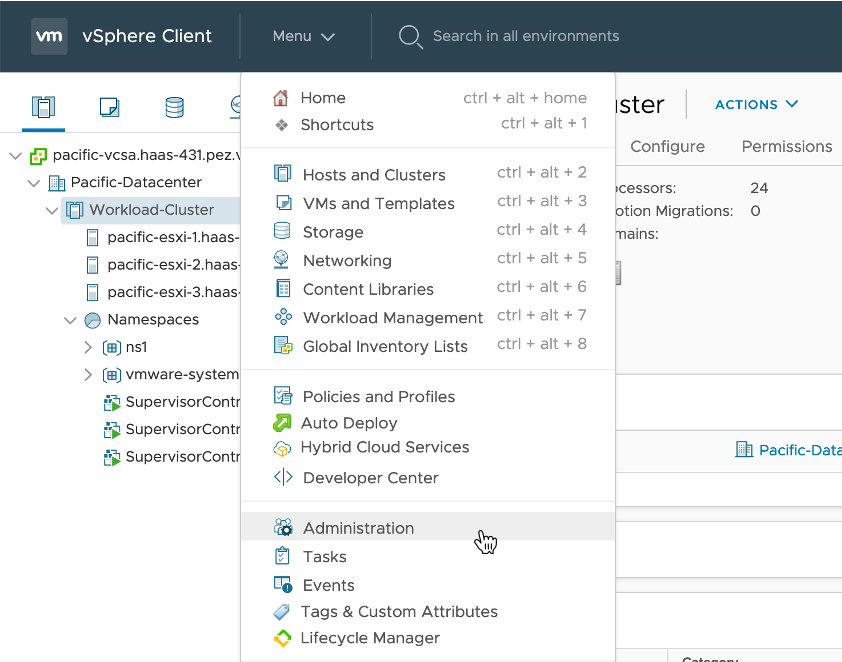 vm vSphere Client Menu Search in all environments
ACTIONS
Configure Permissions
24
Migrations: 0
pacific-vcsa.haas-431.pez.
Pacific-Datacenter
Workload-Cluster
pacific-esxi-1.haas-
pacific-esxi-2.haas-
pacific-esxi-3.haas-
Namespaces
ns1
vmware-system
SupervisorContr
SupervisorContr
SupervisorContr
Home ctrl + alt + home
Shortcuts ctrl + alt + 1
Hosts and Clusters ctrl + alt + 2
VMs and Templates ctrl + alt + 3
Storage ctrl + alt + 4
Networking ctrl + alt + 5
Content Libraries ctrl + alt + 6
Workload Management ctrl + alt + 7
Global Inventory Lists ctrl + alt + 8
Policies and Profiles
Auto Deploy
Hybrid Cloud Services
Developer Center
Administration
Tasks
Events
Tags & Custom Attributes
Lifecycle Manager
Pacific-Data